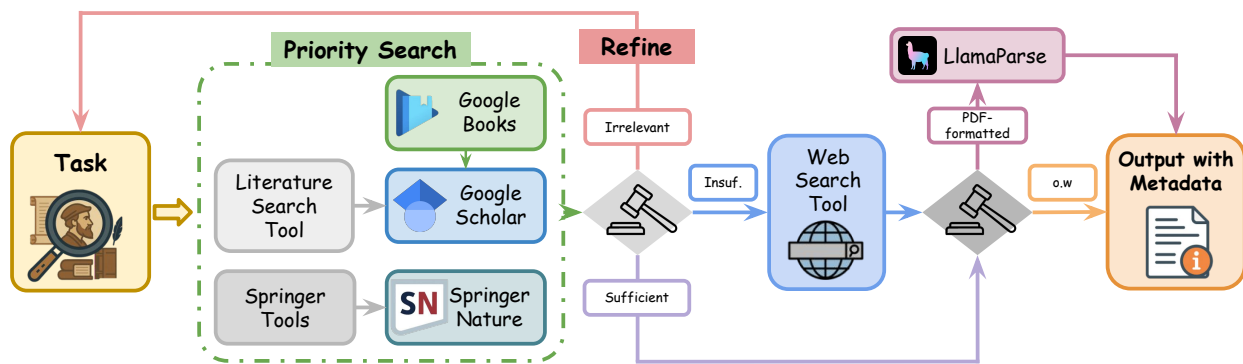 Priority Search
Refine
LlamaParse
Google
Books
PDF-
formatted
Irrelevant
Task
Literature
Search
Tool
Google
Scholar
Insuf.
Web
Search
Tool
o.w
Output with
Metadata
Springer
Tools
SN
Springer
Nature
Sufficient
i